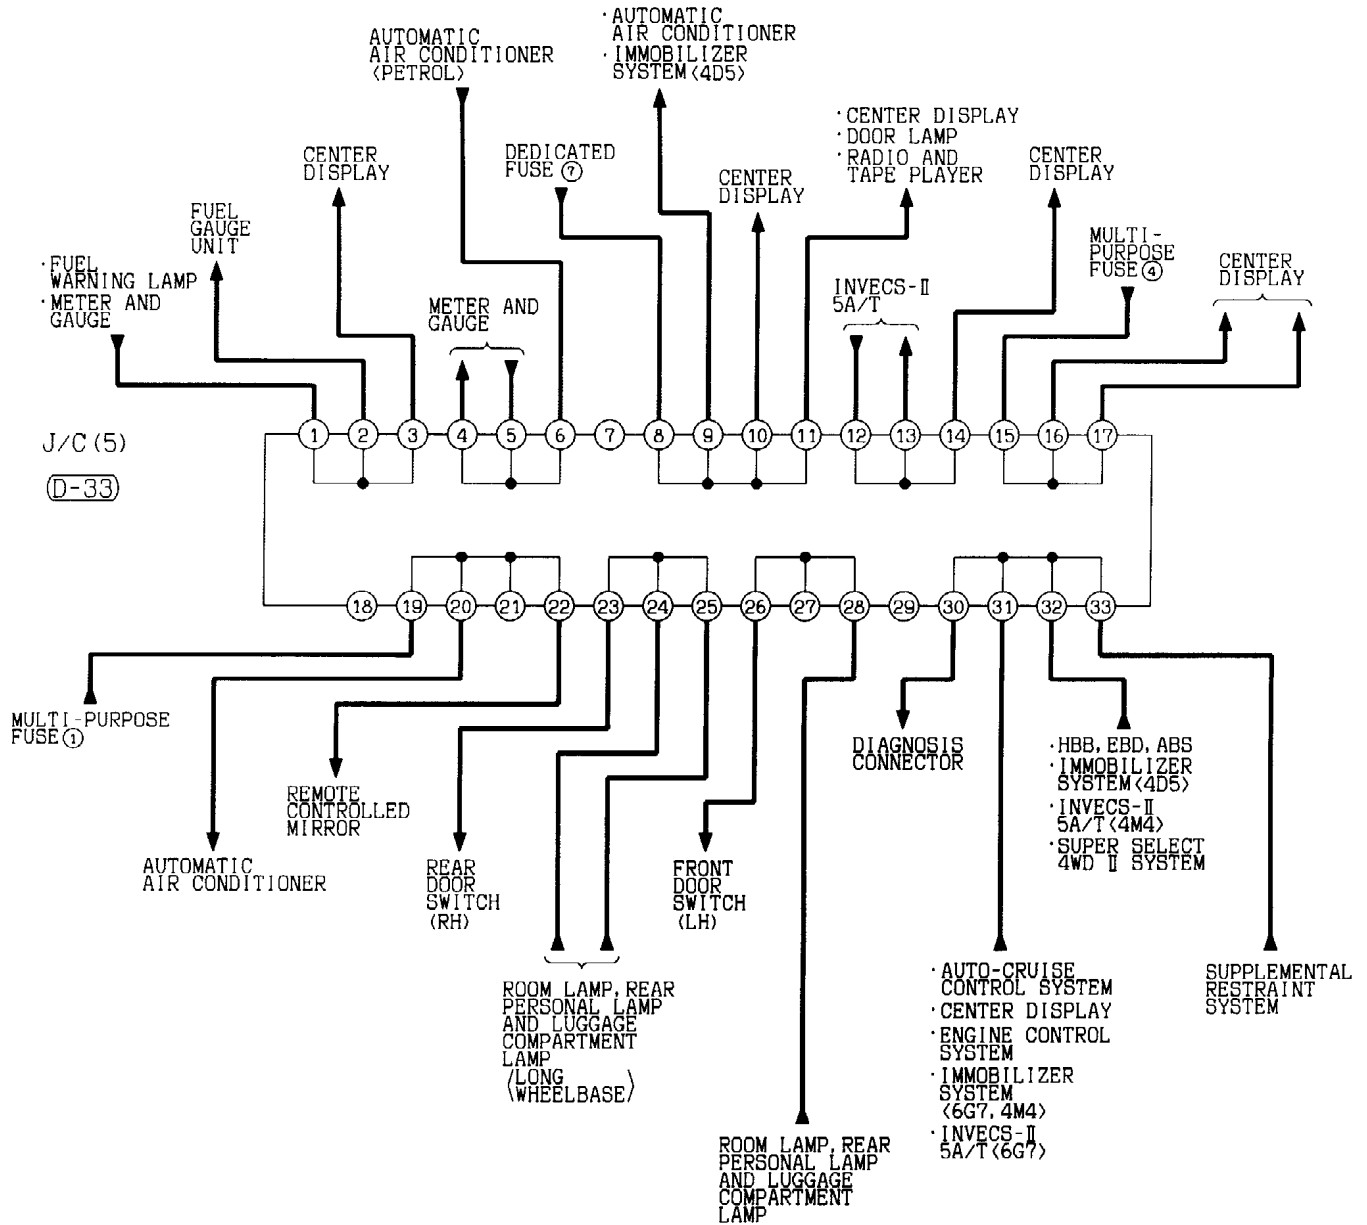 ·AUTOMATIC
AIR CONDITIONER
·IMMOBILIZER
SYSTEM<4D5>
AUTOMATIC
AIR CONDITIONER
<PETROL>
·CENTER DISPLAY
·DOOR LAMP
·RADIO AND
TAPE PLAYER
CENTER
DISPLAY
DEDICATED
FUSE⑦
CENTER
DISPLAY
CENTER
DISPLAY
FUEL
GAUGE
UNIT
MULTI-
PURPOSE
FUSE④
·FUEL
WARNING LAMP
·METER AND
GAUGE
CENTER
DISPLAY
INVECS-Ⅱ
5A/T
METER AND
GAUGE
J/C(5)
D-33
1 2 3 4 5 6 7 8 9 10 11 12 13 14 15 16 17
18 19 20 21 22 23 24 25 26 27 28 29 30 31 32 33
MULTI-PURPOSE
FUSE①
AUTOMATIC
AIR CONDITIONER
REMOTE
CONTROLLED
MIRROR
REAR
DOOR
SWITCH
(RH)
ROOM LAMP, REAR
PERSONAL LAMP
AND LUGGAGE
COMPARTMENT
LAMP
<LONG
WHEELBASE>
FRONT
DOOR
SWITCH
(LH)
ROOM LAMP, REAR
PERSONAL LAMP
AND LUGGAGE
COMPARTMENT
LAMP
DIAGNOSIS
CONNECTOR
·AUTO-CRUISE
CONTROL SYSTEM
·CENTER DISPLAY
·ENGINE CONTROL
SYSTEM
·IMMOBILIZER
SYSTEM
<6G7, 4M4>
·INVECS-Ⅱ
5A/T<6G7>
·HBB, EBD, ABS
·IMMOBILIZER
SYSTEM<4D5>
·INVECS-Ⅱ
5A/T<4M4>
·SUPER SELECT
4WD Ⅱ SYSTEM
SUPPLEMENTAL
RESTRAINT
SYSTEM